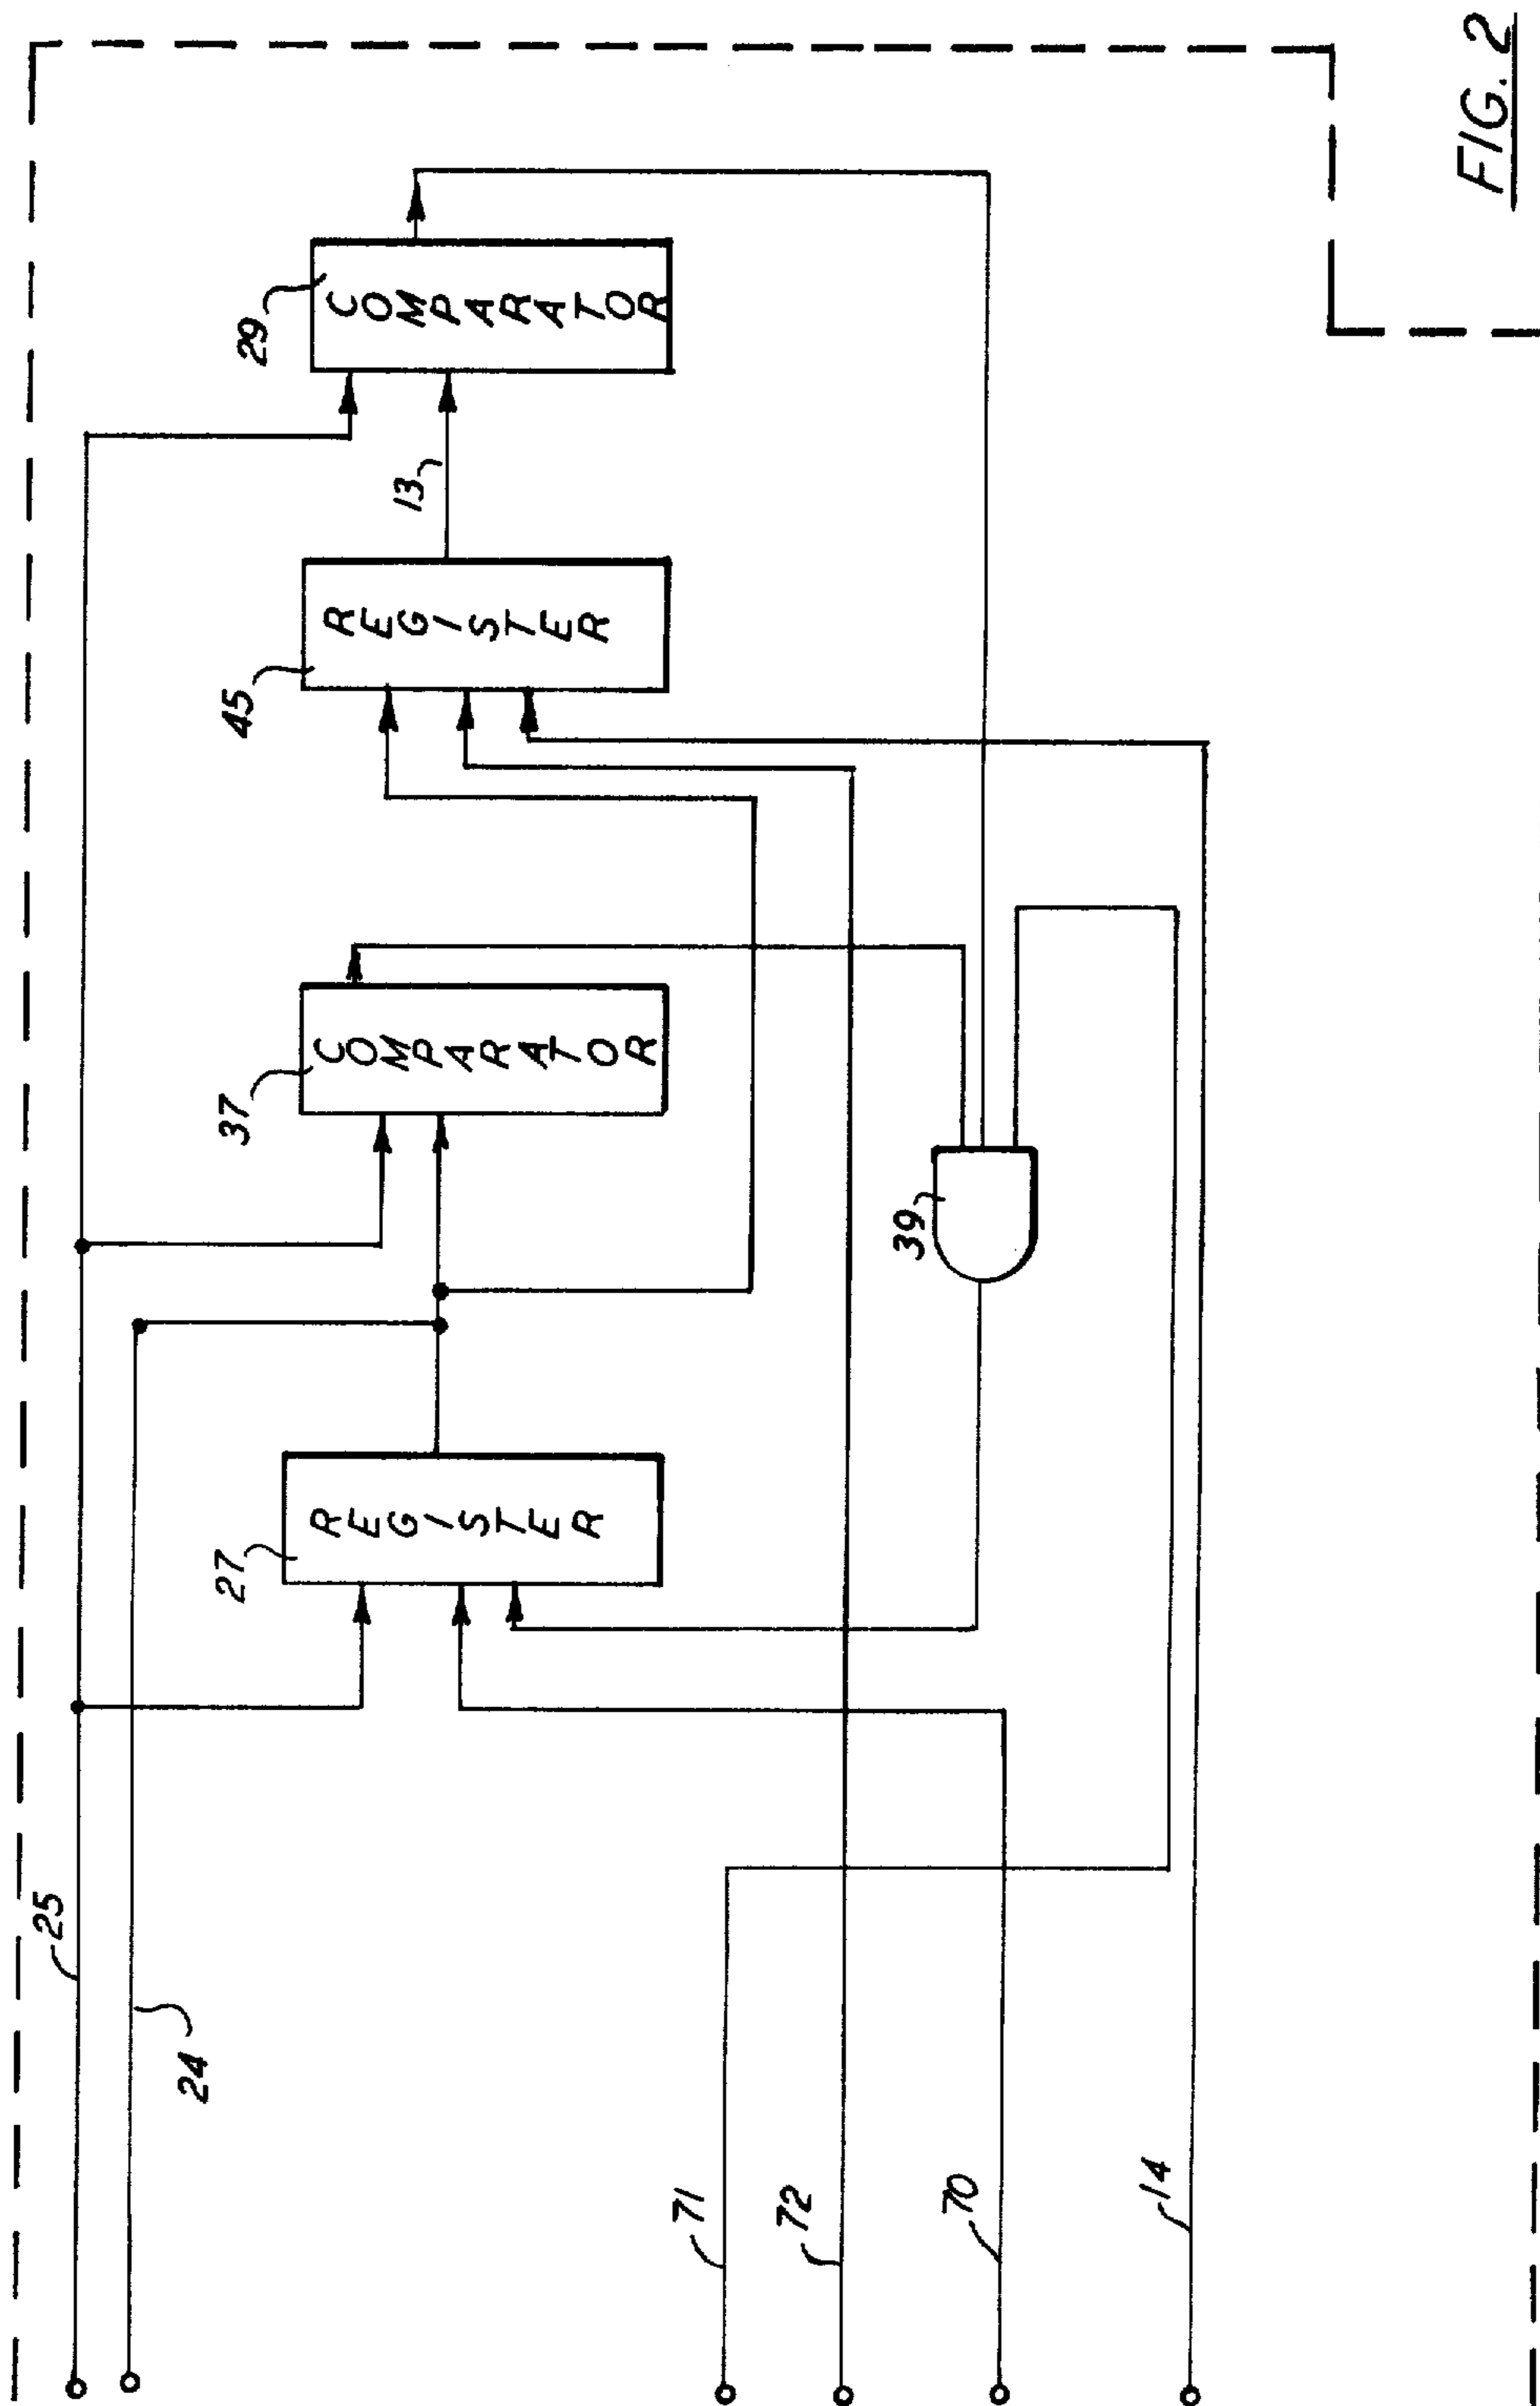 25
24
27
REGISTER
37
COMPARATOR
45
REGISTER
13
29
COMPARATOR
39
71
72
70
14
FIG. 2